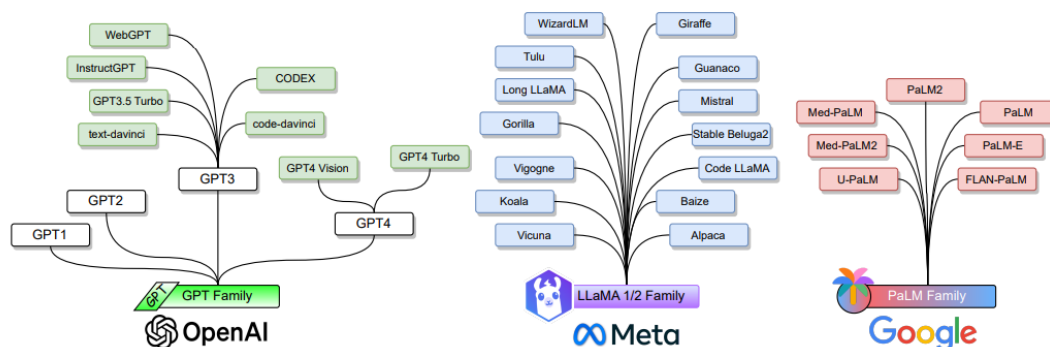 WebGPT
InstructGPT
CODEX
GPT3.5 Turbo
text-davinci
code-davinci
GPT3
GPT4 Vision
GPT4 Turbo
GPT2
GPT1
GPT4
GPT
GPT Family
OpenAI
WizardLM
Giraffe
Tulu
Guanaco
Long LLaMA
Mistral
Gorilla
Stable Beluga2
Vigogne
Code LLaMA
Koala
Baize
Vicuna
Alpaca
LLaMA 1/2 Family
Meta
PaLM2
Med-PaLM
PaLM
Med-PaLM2
PaLM-E
U-PaLM
FLAN-PaLM
PaLM Family
Google